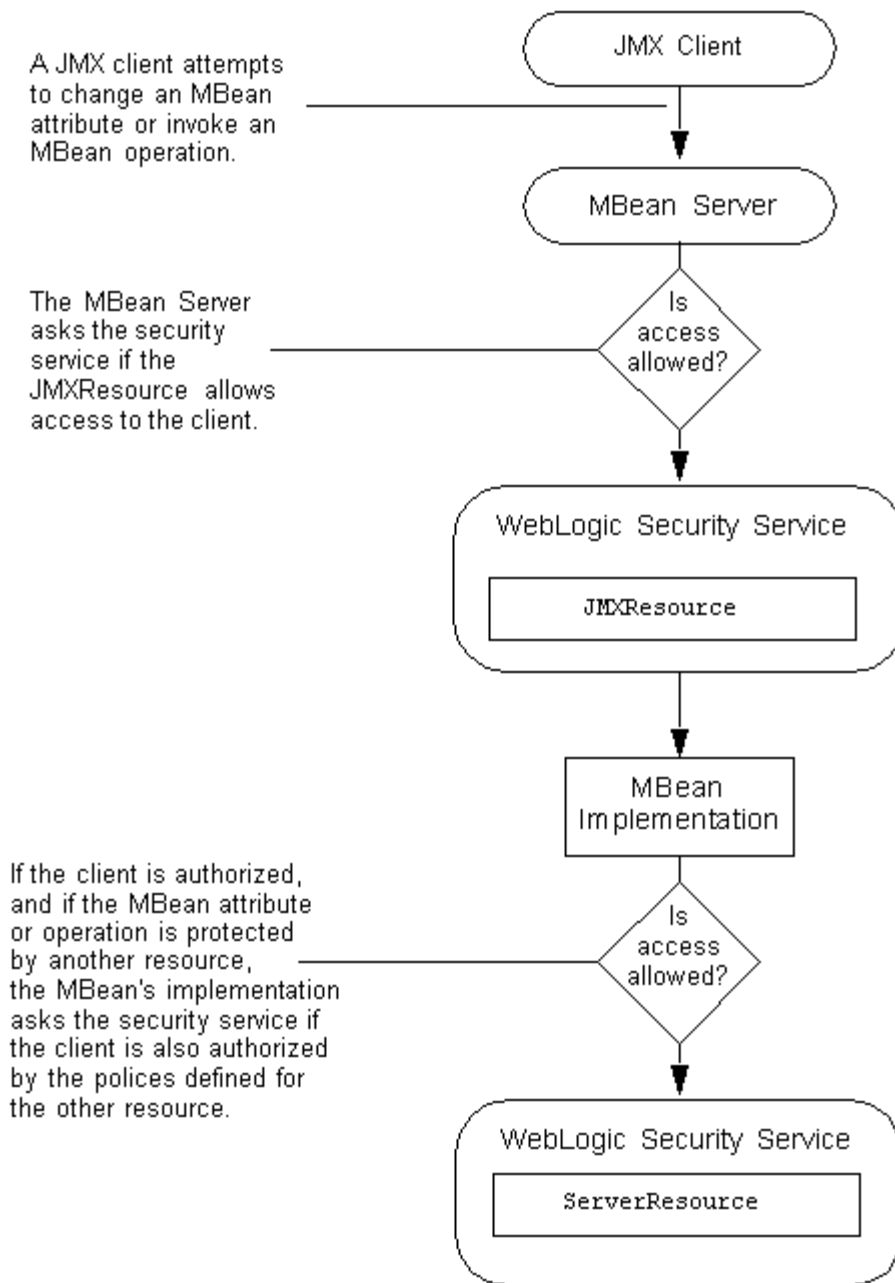 JMX Client
A JMX client attempts
to change an MBean
attribute or invoke an
MBean operation.
MBean Server
The MBean Server
asks the security
service if the
JMXResource allows
access to the client.
Is
access
allowed?
WebLogic Security Service
JMXResource
MBean
Implementation
If the client is authorized,
and if the MBean attribute
or operation is protected
by another resource,
the MBean's implementation
asks the security service if
the client is also authorized
by the polices defined for
the other resource.
Is
access
allowed?
WebLogic Security Service
ServerResource